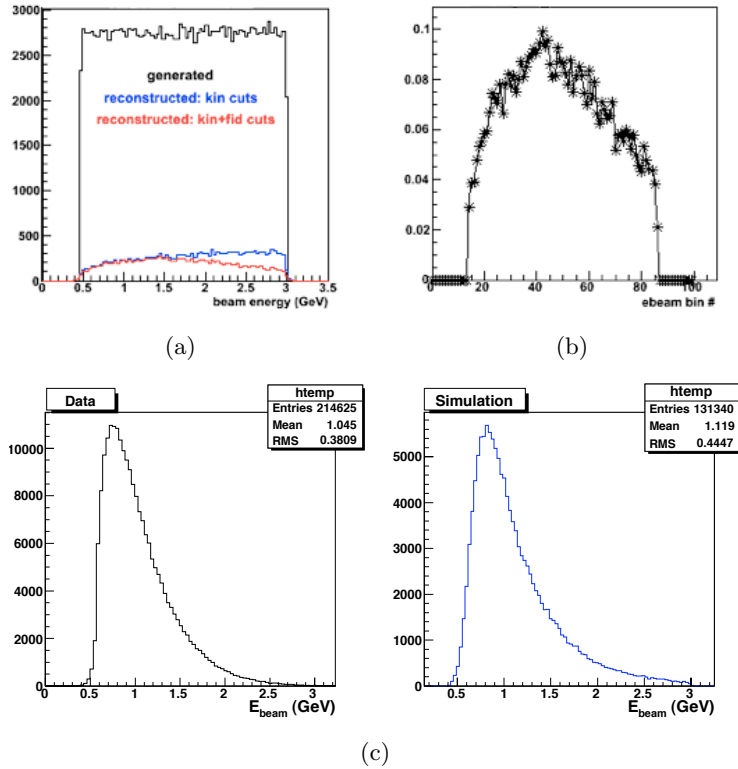 3000
2500
2000
1500
1000
500
0
generated
reconstructed: kin cuts
reconstructed: kin+fid cuts
0 0.5 1 1.5 2 2.5 3 3.5
beam energy (GeV)
(a)
0.1
0.08
0.06
0.04
0.02
0
0 20 40 60 80 100
ebeam bin #
(b)
Data
htemp
Entries 214625
Mean 1.045
RMS 0.3809
10000
8000
6000
4000
2000
0
0 0.5 1 1.5 2 2.5 3
E_beam (GeV)
Simulation
htemp
Entries 131340
Mean 1.119
RMS 0.4447
5000
4000
3000
2000
1000
0
0.5 1 1.5 2 2.5 3
E_beam (GeV)
(c)